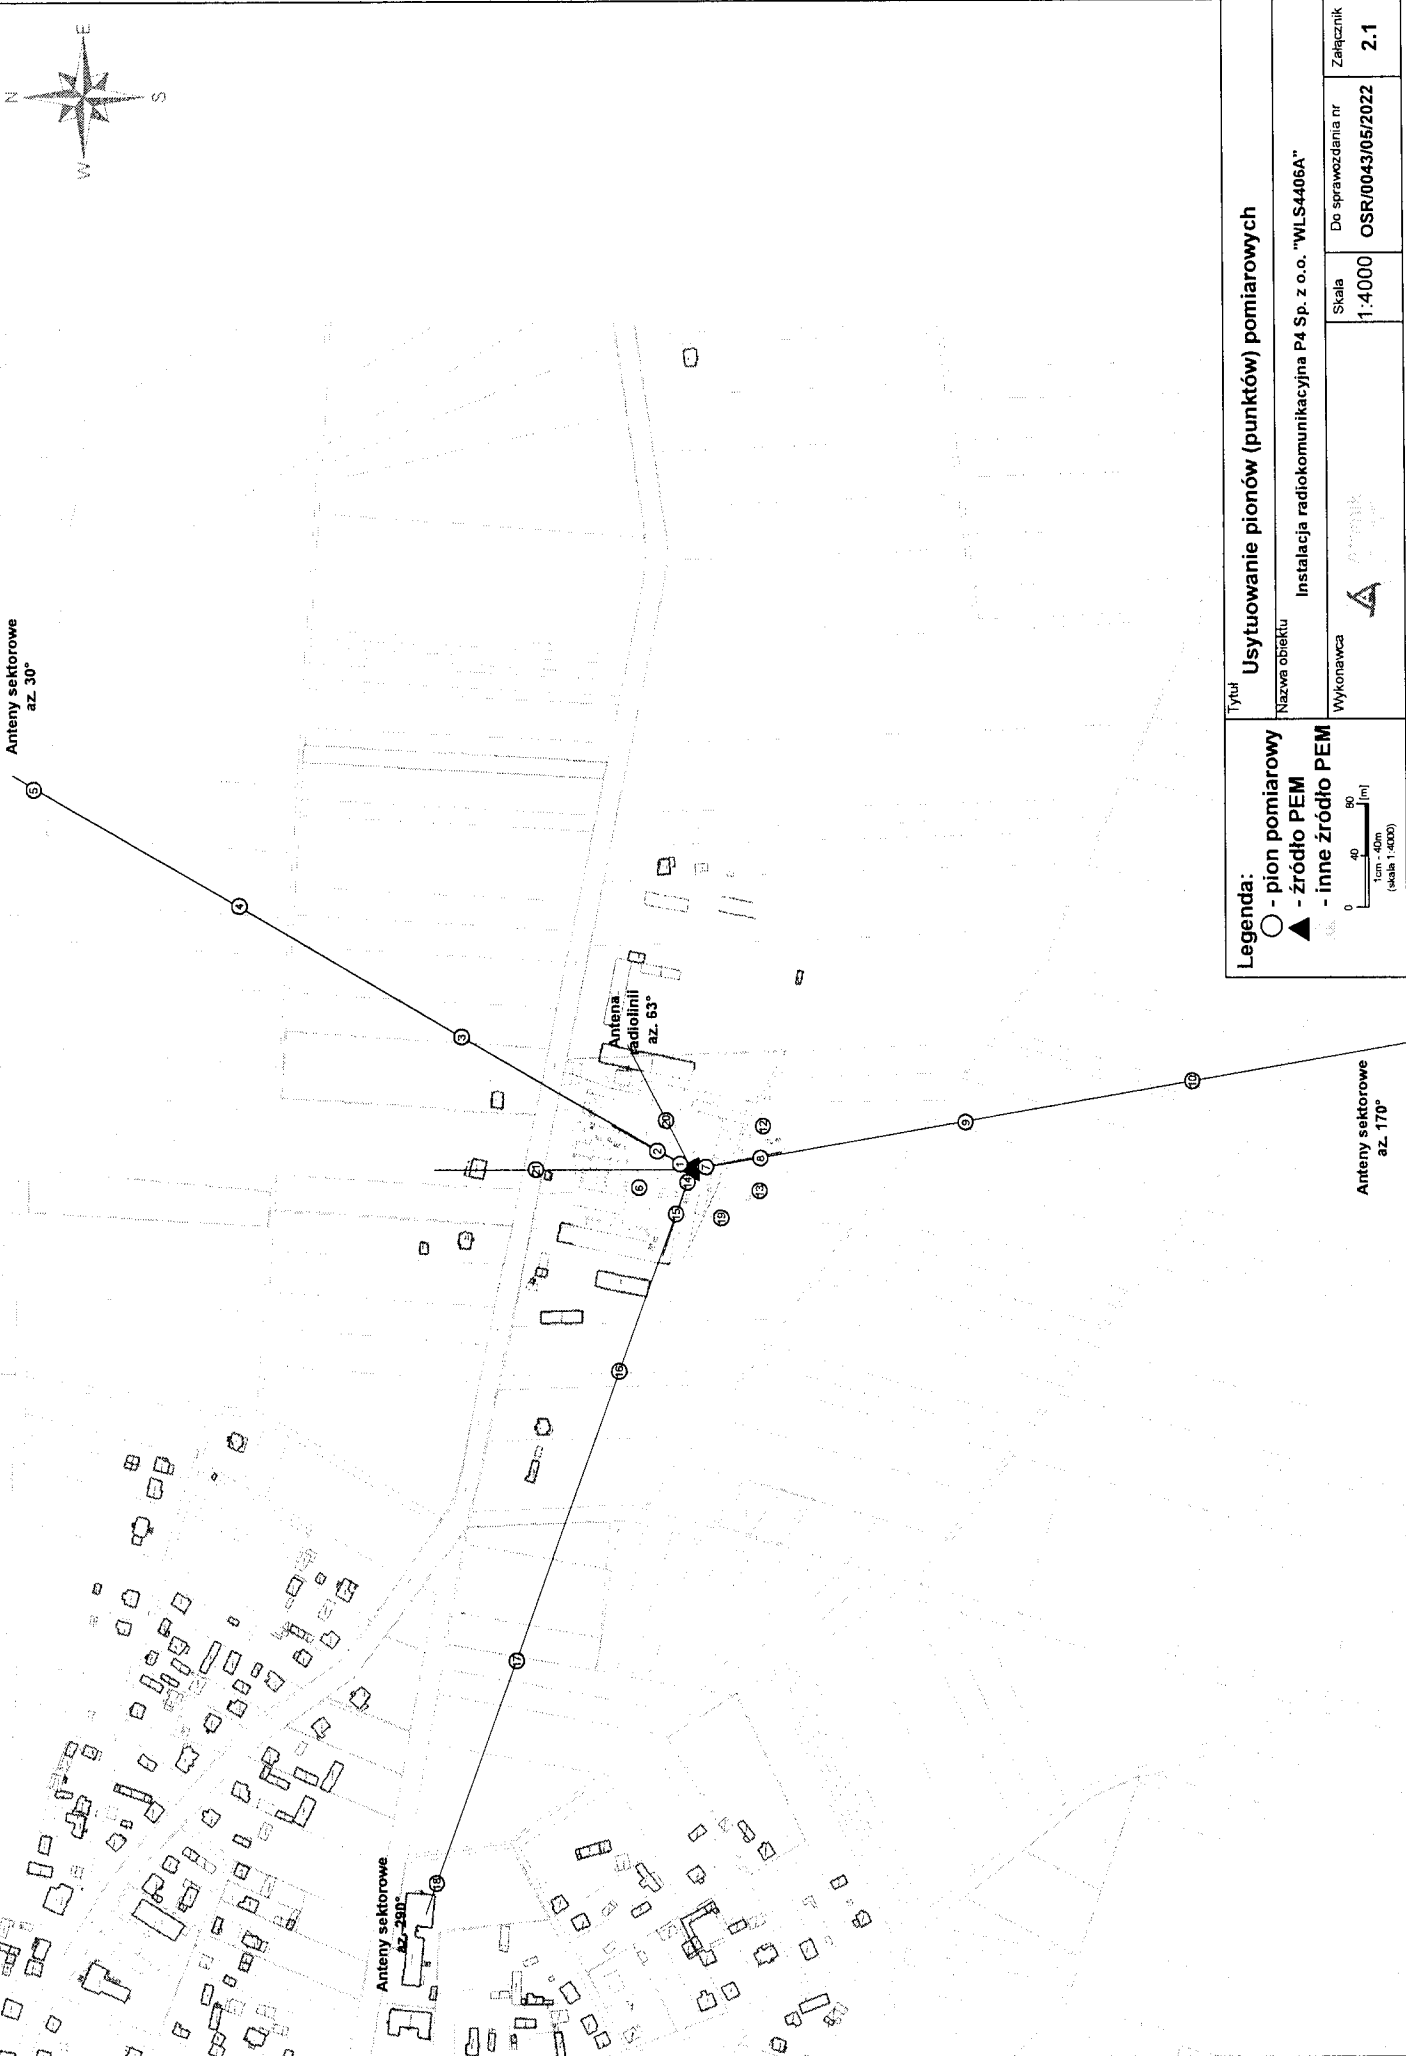 N
E
S
W
Anteny sektorowe
az. 30°
5
4
3
Antena
radiolinii
az. 63°
2
1
20
21
6
7
8
12
13
14
15
19
9
10
16
17
18
Anteny sektorowe
az. 170°
Anteny sektorowe
az. 290°
Legenda:
- pion pomiarowy
- źródło PEM
- inne źródło PEM
0 40 80 [m]
1cm - 40m
(skala 1:4000)
Tytuł
Usytuowanie pionów (punktów) pomiarowych
Nazwa obiektu
Instalacja radiokomunikacyjna P4 Sp. z o.o. "WLS4406A"
Wykonawca
Skala
1:4000
Do sprawozdania nr
OSR/0043/05/2022
Załącznik
2.1